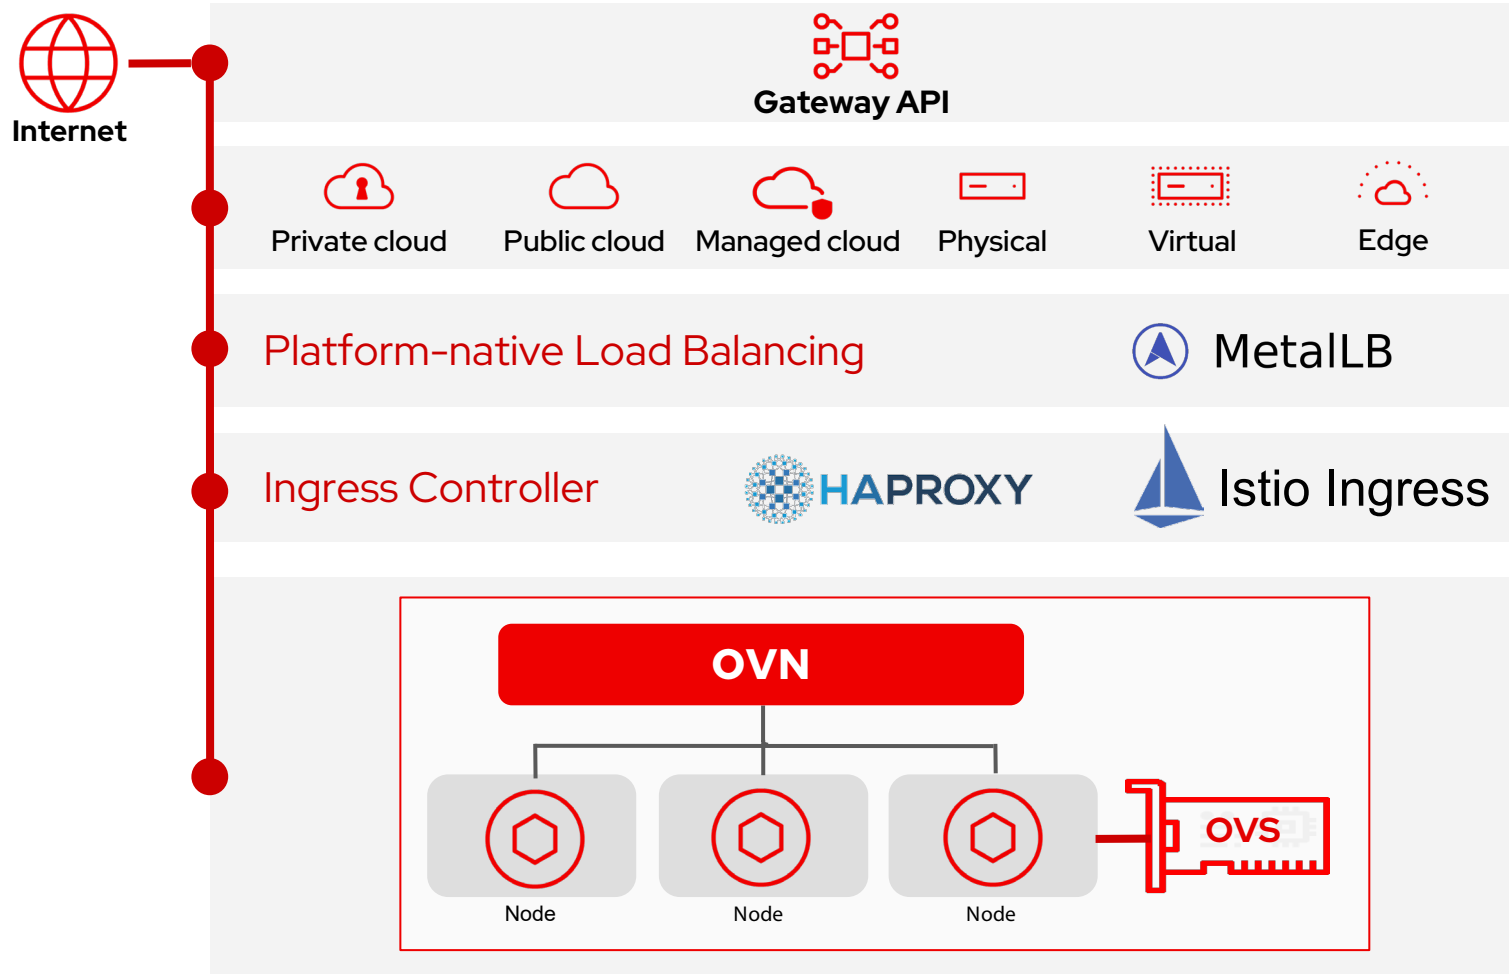 Internet
Gateway API
Private cloud
Public cloud
Managed cloud
Physical
Virtual
Edge
Platform-native Load Balancing
MetalLB
Ingress Controller
HAPROXY
Istio Ingress
OVN
OVS
Node
Node
Node